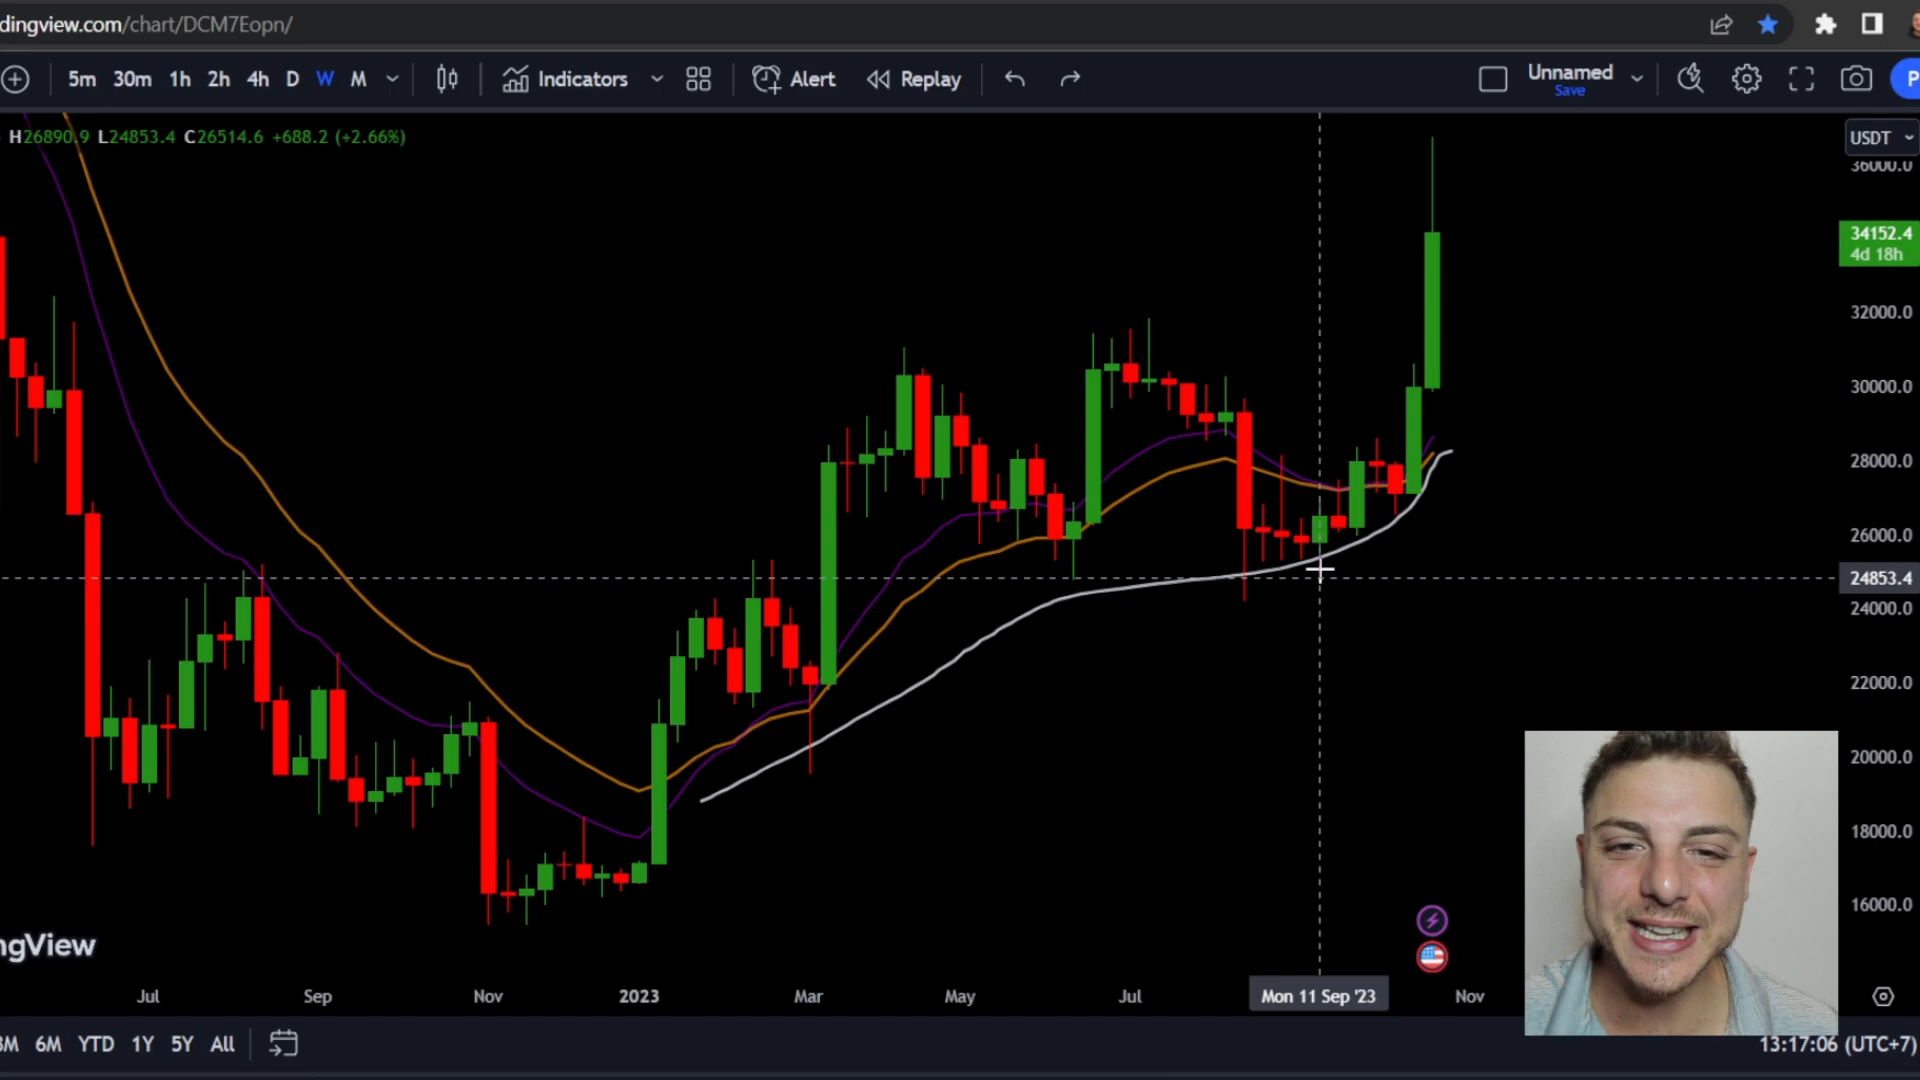 dingview.com/chart/DCM7Eopn/
5m 30m 1h 2h 4h D W M Indicators Alert Replay Unnamed
Save
H26890.9 L24853.4 C26514.6 +688.2 (+2.66%)
USDT
36000.0
34152.4
4d 18h
32000.0
30000.0
28000.0
26000.0
24853.4
24000.0
22000.0
20000.0
18000.0
16000.0
ngView
Jul Sep Nov 2023 Mar May Jul Mon 11 Sep '23 Nov
3M 6M YTD 1Y 5Y All
13:17:06 (UTC+7)
P